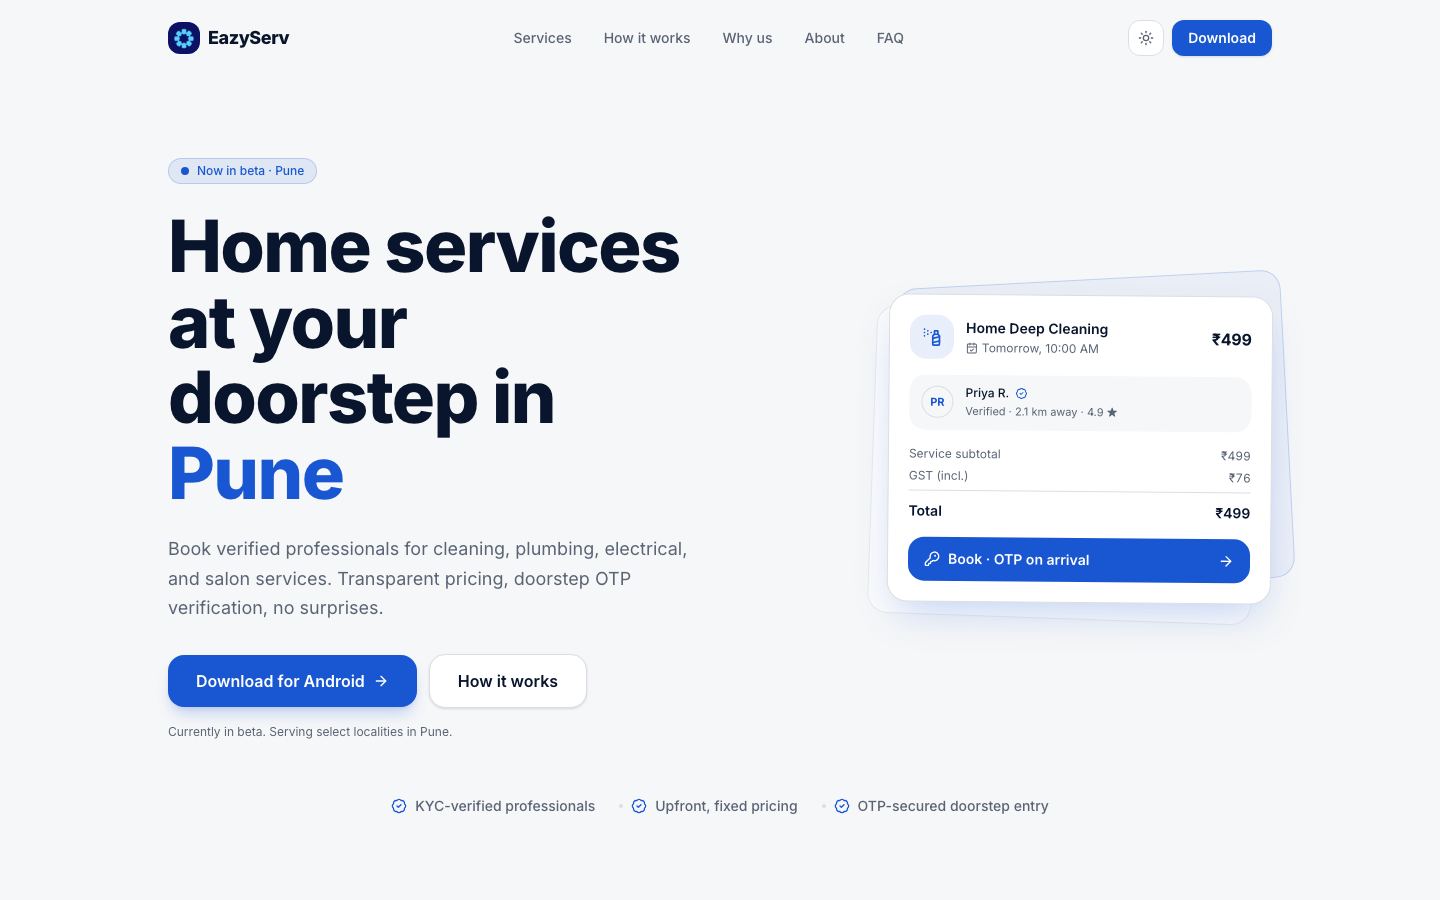 EazyServ
Services
How it works
Why us
About
FAQ
Download
Now in beta · Pune
Home services
at your
doorstep in
Pune
Book verified professionals for cleaning, plumbing, electrical,
and salon services. Transparent pricing, doorstep OTP
verification, no surprises.
Download for Android
How it works
Currently in beta. Serving select localities in Pune.
Home Deep Cleaning
Tomorrow, 10:00 AM
₹499
PR
Priya R.
Verified · 2.1 km away · 4.9 ★
Service subtotal ₹499
GST (incl.) ₹76
Total ₹499
Book · OTP on arrival
KYC-verified professionals
Upfront, fixed pricing
OTP-secured doorstep entry